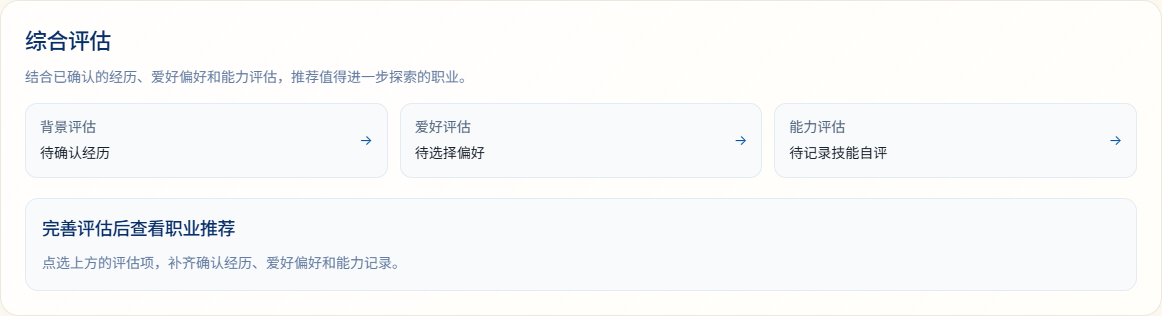 综合评估
结合已确认的经历、爱好偏好和能力评估，推荐值得进一步探索的职业。
背景评估
待确认经历
→
爱好评估
待选择偏好
→
能力评估
待记录技能自评
→
完善评估后查看职业推荐
点选上方的评估项，补齐确认经历、爱好偏好和能力记录。